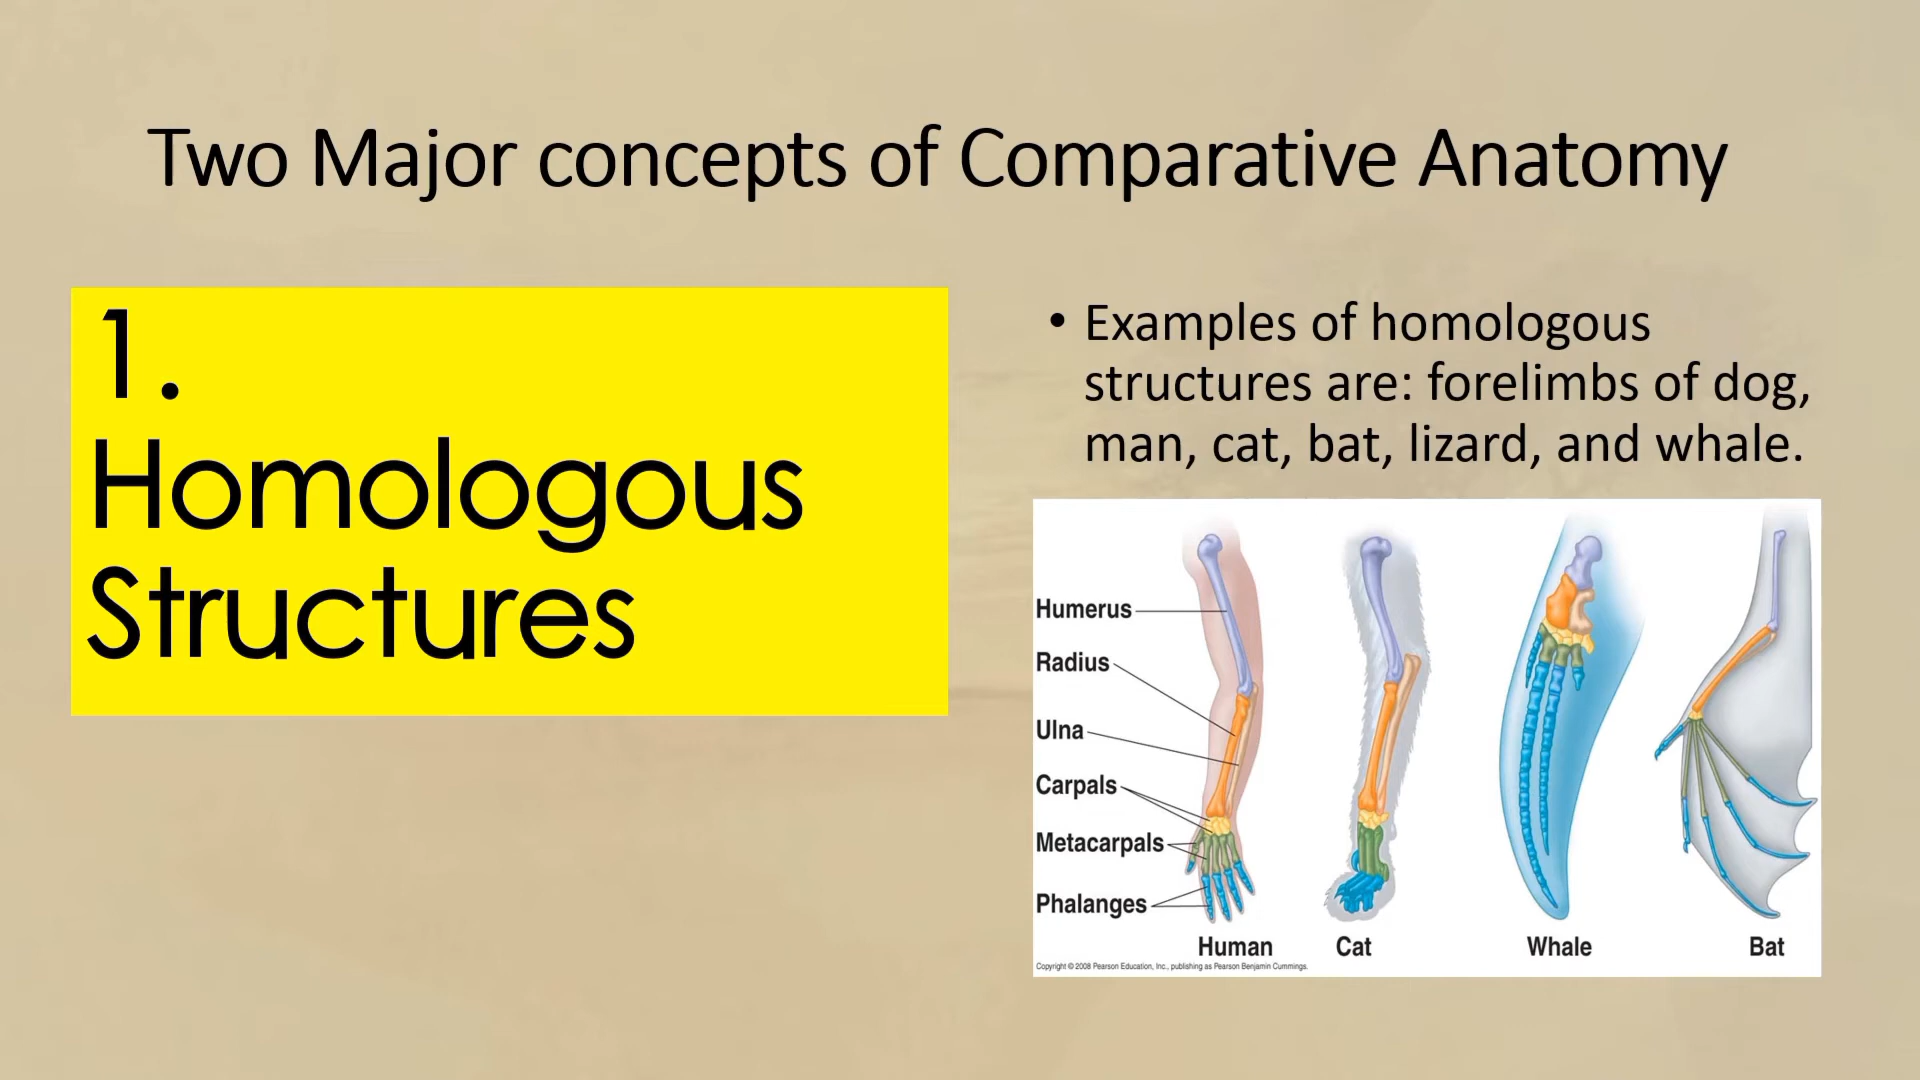 Two Major concepts of Comparative Anatomy
1.
Homologous
Structures
• Examples of homologous
structures are: forelimbs of dog,
man, cat, bat, lizard, and whale.
Humerus
Radius
Ulna
Carpals
Metacarpals
Phalanges
Human Cat Whale Bat
Copyright © 2008 Pearson Education, Inc., publishing as Pearson Benjamin Cummings.